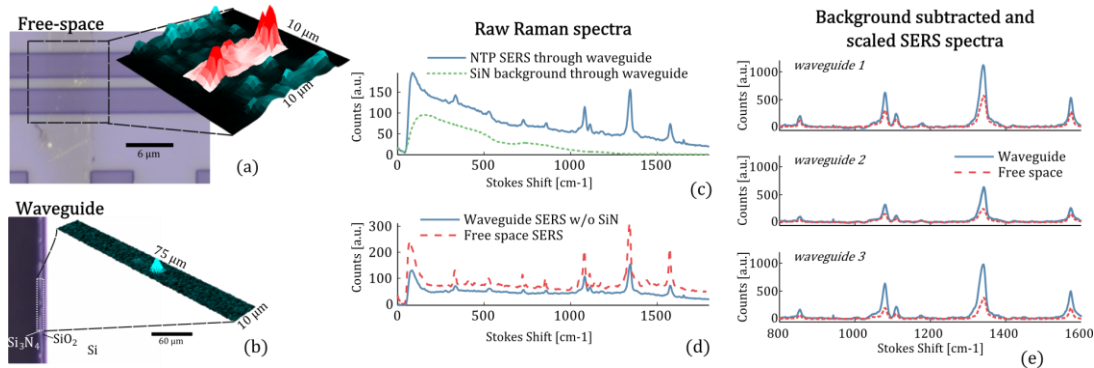 Free-space
10 μm
10 μm
6 μm
(a)
Waveguide
75 μm
10 μm
Si₃N₄
SiO₂
Si
60 μm
(b)
Raw Raman spectra
NTP SERS through waveguide
SiN background through waveguide
Counts [a.u.]
150
100
50
0
0
500
1000
1500
Stokes Shift [cm-1]
(c)
Waveguide SERS w/o SiN
Free space SERS
Counts [a.u.]
300
200
100
0
0
500
1000
1500
Stokes Shift [cm-1]
(d)
Background subtracted and
scaled SERS spectra
waveguide 1
Counts [a.u.]
1000
500
0
waveguide 2
Waveguide
Free space
Counts [a.u.]
1000
500
0
waveguide 3
Counts [a.u.]
1000
500
0
800
1000
1200
1400
1600
Stokes Shift [cm-1]
(e)